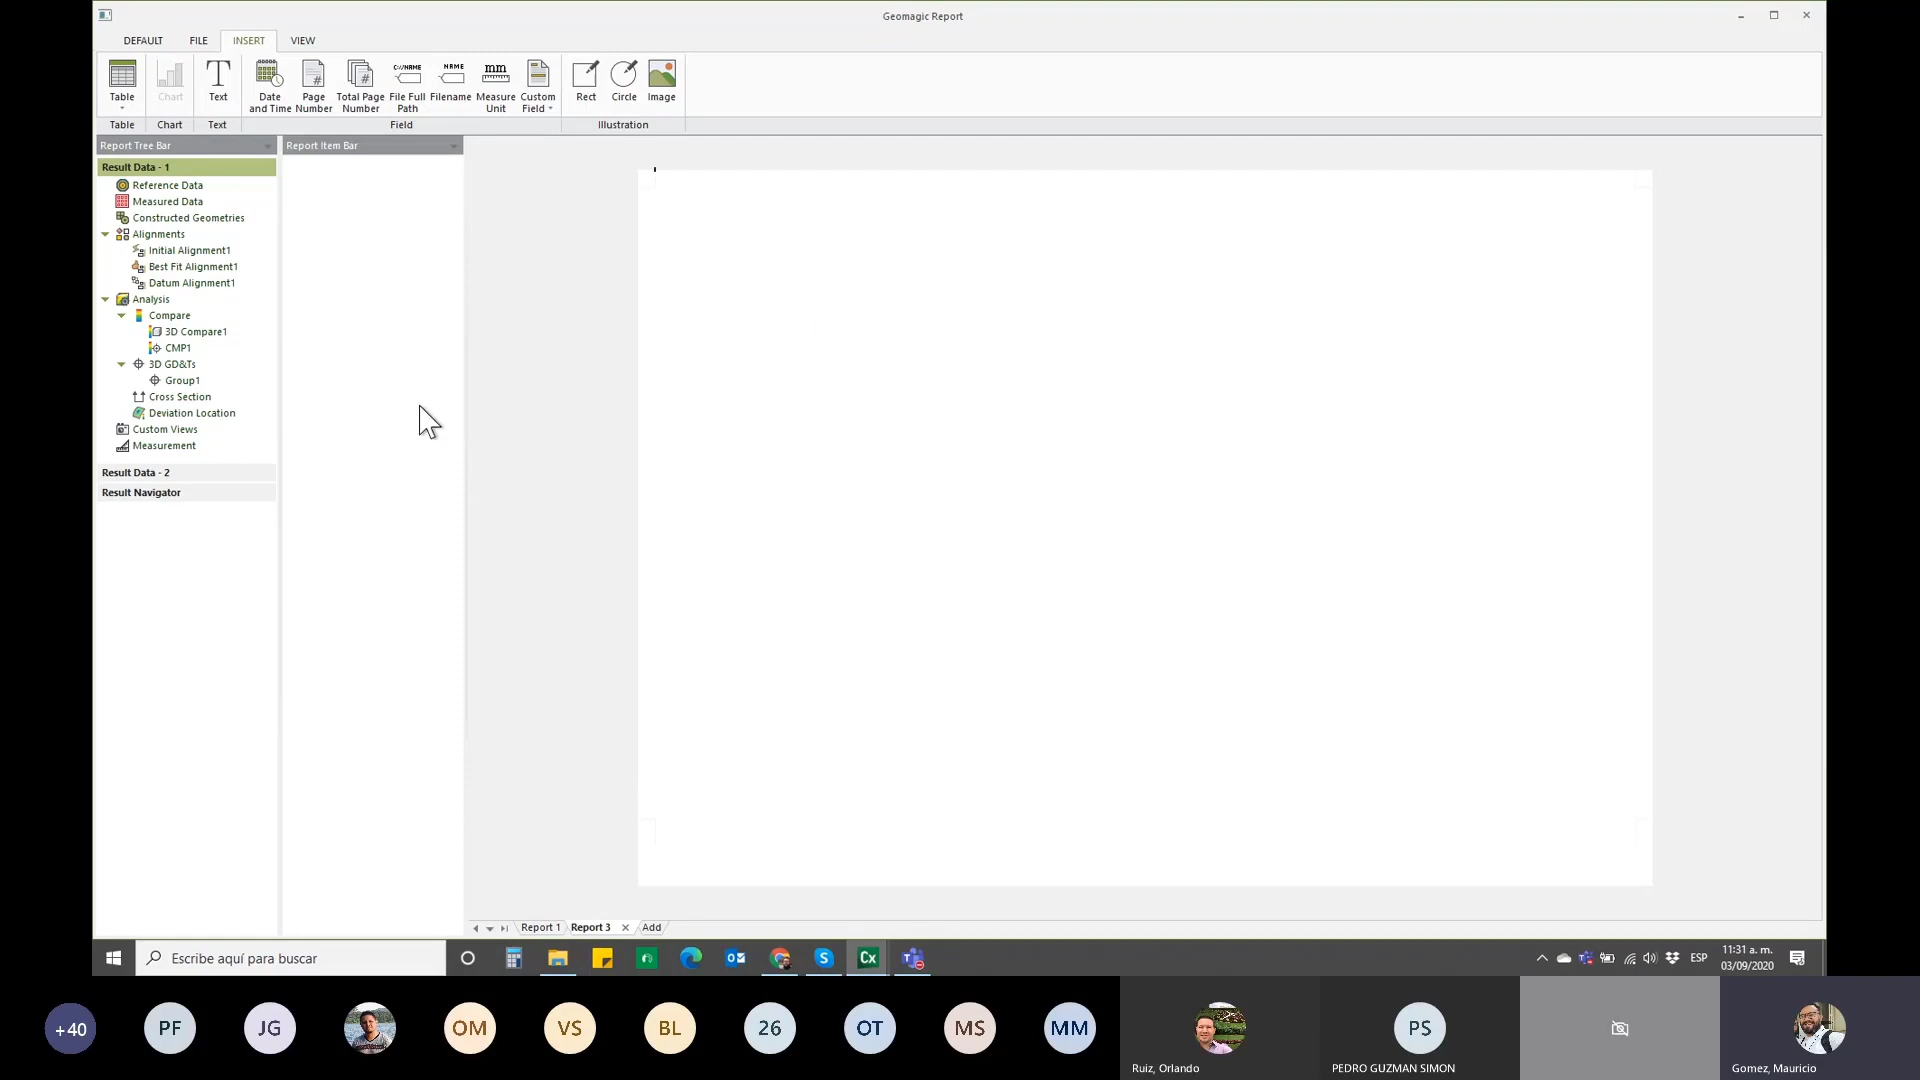 Geomagic Report
DEFAULT FILE INSERT VIEW
Table Chart Text Date and Time Page Number Total Page Number C:\/NAME File Full Path NAME Filename mm Measure Unit Custom Field Rect Circle Image
Table Chart Text Field Illustration
Report Tree Bar
Result Data - 1
Reference Data
Measured Data
Constructed Geometries
Alignments
Initial Alignment1
Best Fit Alignment1
Datum Alignment1
Analysis
Compare
3D Compare1
CMP1
3D GD&Ts
Group1
Cross Section
Deviation Location
Custom Views
Measurement
Result Data - 2
Result Navigator
Report Item Bar
Report 1 Report 3 Add
Escribe aquí para buscar
Cx
ESP
11:31 a. m.
03/09/2020
+40 PF JG OM VS BL 26 OT MS MM PS
Ruiz, Orlando
PEDRO GUZMAN SIMON
Gomez, Mauricio